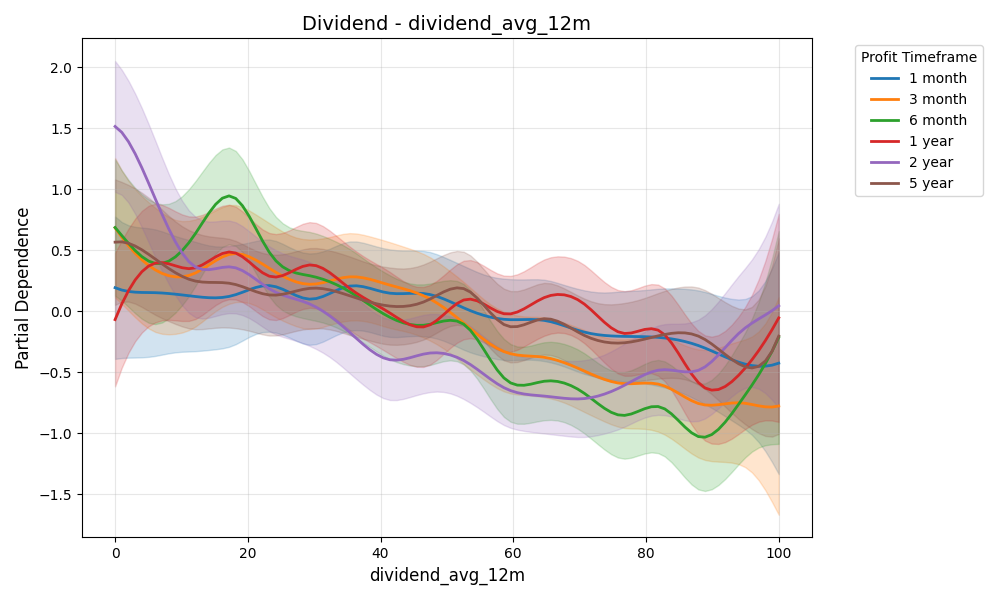 Dividend - dividend_avg_12m
Partial Dependence
2.0
1.5
1.0
0.5
0.0
−0.5
−1.0
−1.5
0
20
40
60
80
100
dividend_avg_12m
Profit Timeframe
1 month
3 month
6 month
1 year
2 year
5 year